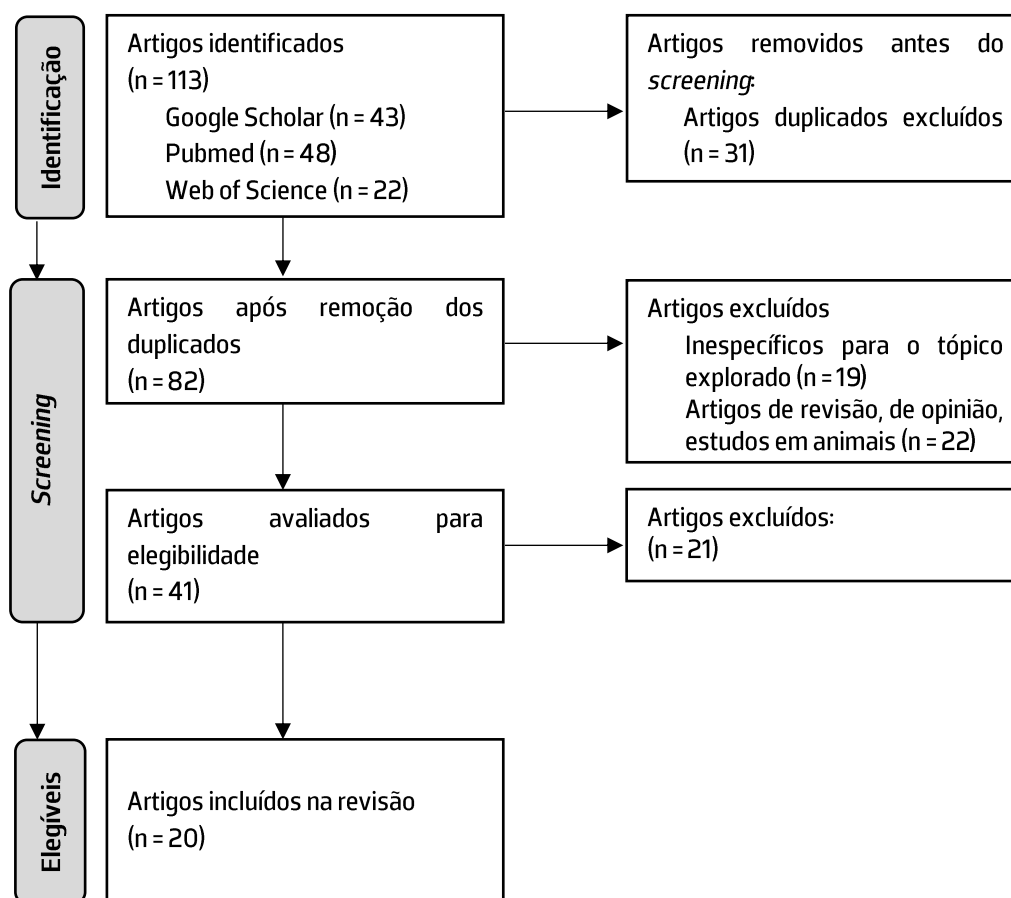 Identificação
Artigos identificados
(n = 113)
Google Scholar (n = 43)
Pubmed (n = 48)
Web of Science (n = 22)
Artigos removidos antes do
screening:
Artigos duplicados excluídos
(n = 31)
Screening
Artigos após remoção dos
duplicados
(n = 82)
Artigos excluídos
Inespecíficos para o tópico
explorado (n = 19)
Artigos de revisão, de opinião,
estudos em animais (n = 22)
Artigos avaliados para
elegibilidade
(n = 41)
Artigos excluídos:
(n = 21)
Elegíveis
Artigos incluídos na revisão
(n = 20)